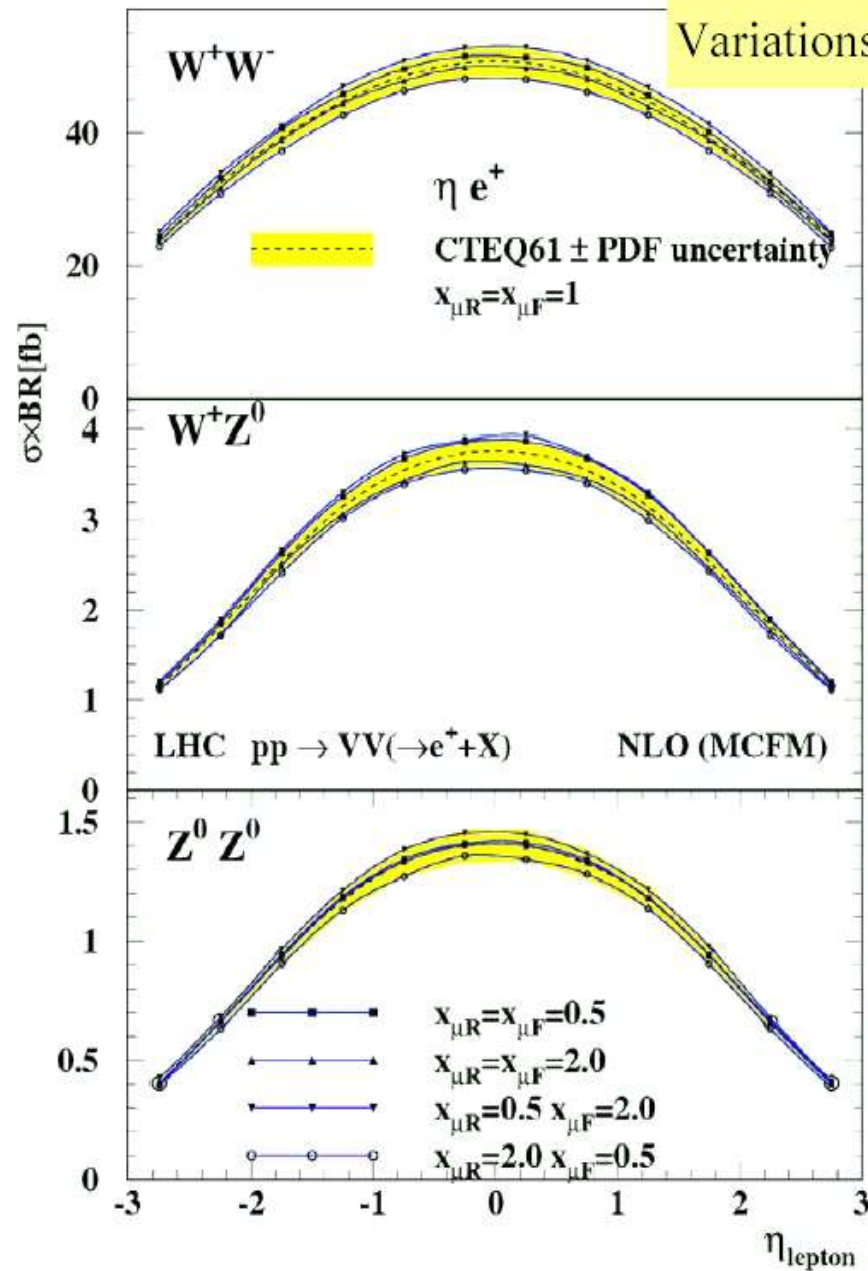 Variations
W⁺W⁻
40
η e⁺
CTEQ61 ± PDF uncertainty
20
x_μR=x_μF=1
0
σ×BR[fb]
W⁺Z⁰
4
3
2
1
LHC pp → VV(→e⁺+X) NLO (MCFM)
0
1.5
Z⁰ Z⁰
1
x_μR=x_μF=0.5
x_μR=x_μF=2.0
0.5
x_μR=0.5 x_μF=2.0
x_μR=2.0 x_μF=0.5
0
-3 -2 -1 0 1 2 3
η_lepton